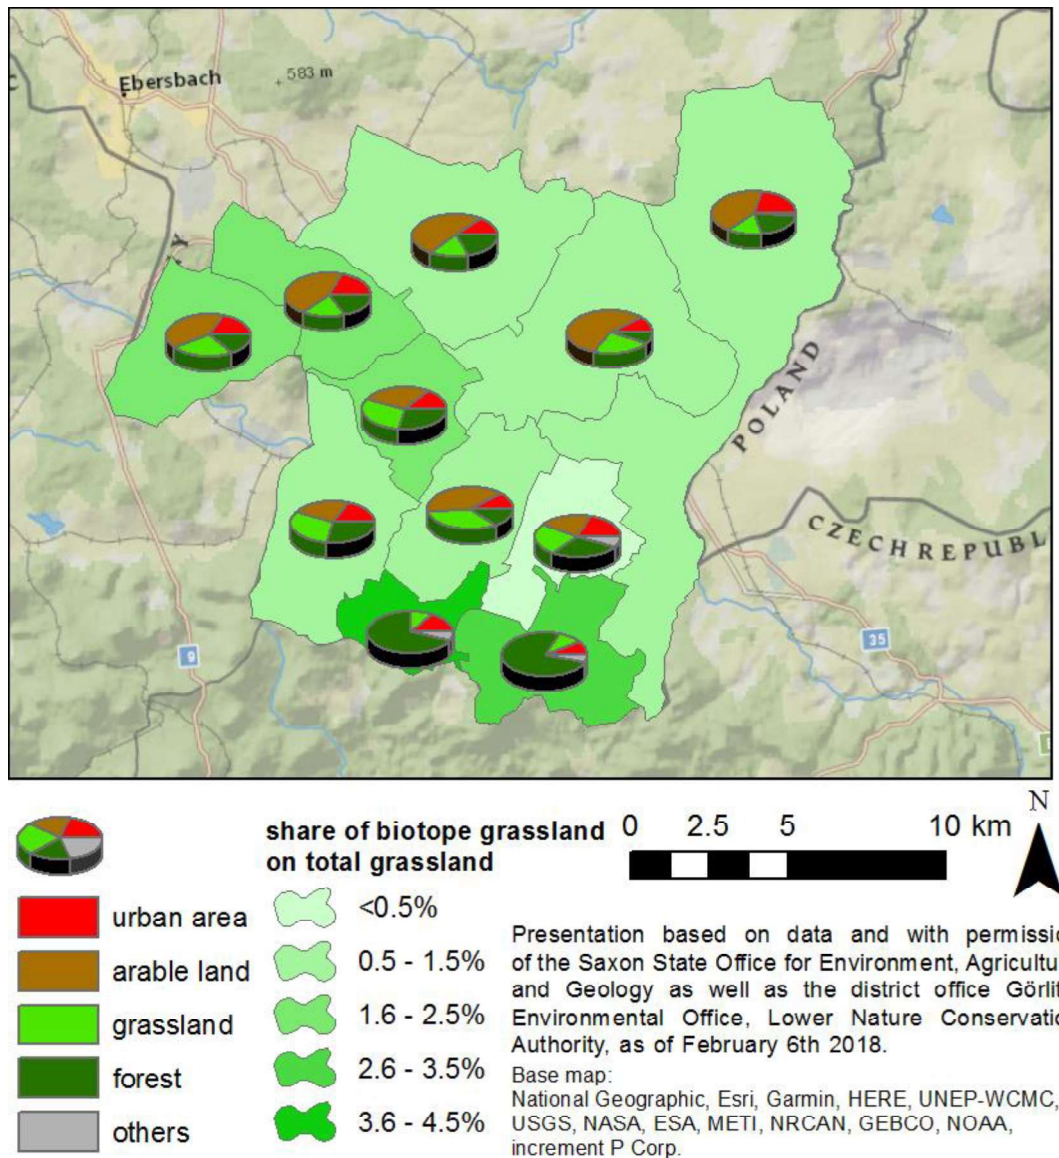 Ebersbach
583 m
Y
POLAND
CZECHREPUBL
35
9
share of biotope grassland
on total grassland
<0.5%
0.5 - 1.5%
1.6 - 2.5%
2.6 - 3.5%
3.6 - 4.5%
urban area
arable land
grassland
forest
others
0 2.5 5 10 km
N
Presentation based on data and with permissio
of the Saxon State Office for Environment, Agricultu
and Geology as well as the district office Görlit
Environmental Office, Lower Nature Conservatio
Authority, as of February 6th 2018.
Base map:
National Geographic, Esri, Garmin, HERE, UNEP-WCMC,
USGS, NASA, ESA, METI, NRCAN, GEBCO, NOAA,
increment P Corp.